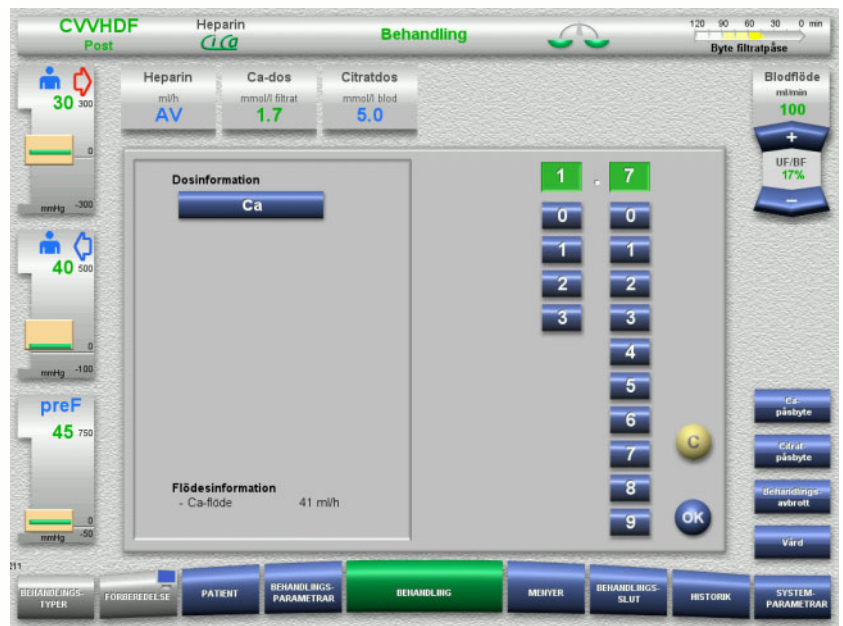 CVVHDF
Post
Heparin
CiCa
Behandling
120 90 60 30 0 min
Byte filtratpåse
30 300
0
mmHg -300
40 500
0
mmHg -100
preF
45 750
0
mmHg -50
Heparin
ml/h
AV
Ca-dos
mmol/l filtrat
1.7
Citratdos
mmol/l blod
5.0
Blodflöde
ml/min
100
+
UF/BF
17%
−
Dosinformation
Ca
Flödesinformation
- Ca-flöde 41 ml/h
1 . 7
0 0
1 1
2 2
3 3
4
5
6
7
8
9
C
OK
Ca-
påsbyte
Citrat-
påsbyte
Behandlings-
avbrott
Vård
211
BEHANDLINGS-
TYPER
FÖRBEREDELSE
PATIENT
BEHANDLINGS-
PARAMETRAR
BEHANDLING
MENYER
BEHANDLINGS-
SLUT
HISTORIK
SYSTEM-
PARAMETRAR